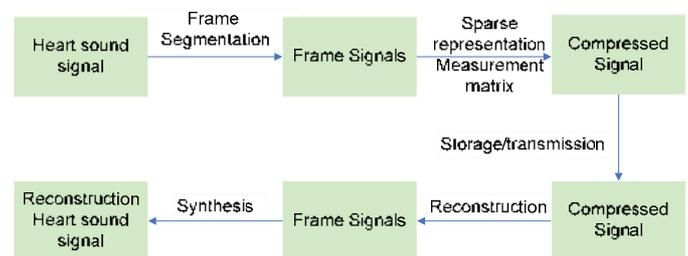 Heart sound
signal
Frame
Segmentation
Frame Signals
Sparse
representation
Measurement
matrix
Compressed
Signal
Storage/transmission
Compressed
Signal
Reconstruction
Frame Signals
Synthesis
Reconstruction
Heart sound
signal